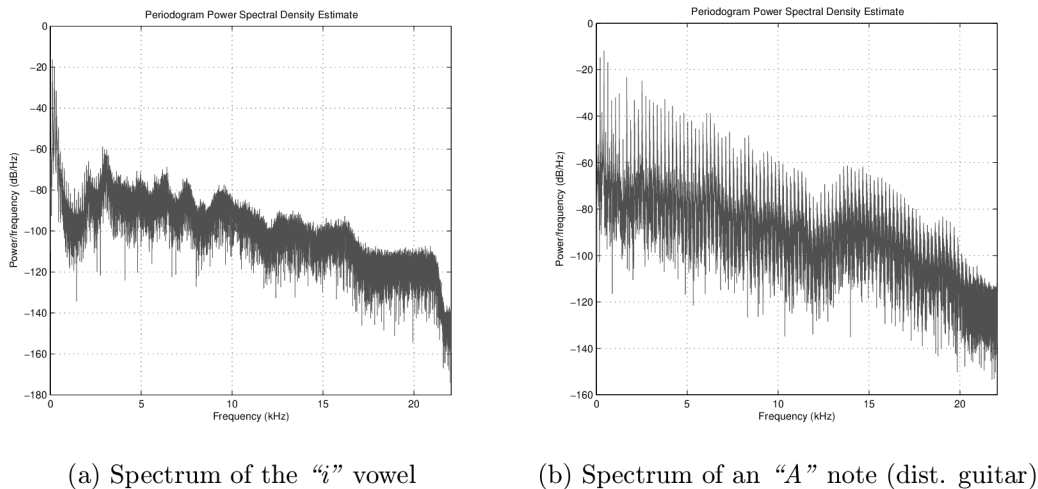 Periodogram Power Spectral Density Estimate
0
−20
−40
−60
−80
−100
−120
−140
−160
−180
Power/frequency (dB/Hz)
0 5 10 15 20
Frequency (kHz)
Periodogram Power Spectral Density Estimate
0
−20
−40
−60
−80
−100
−120
−140
−160
Power/frequency (dB/Hz)
0 5 10 15 20
Frequency (kHz)
(a) Spectrum of the “i” vowel
(b) Spectrum of an “A” note (dist. guitar)